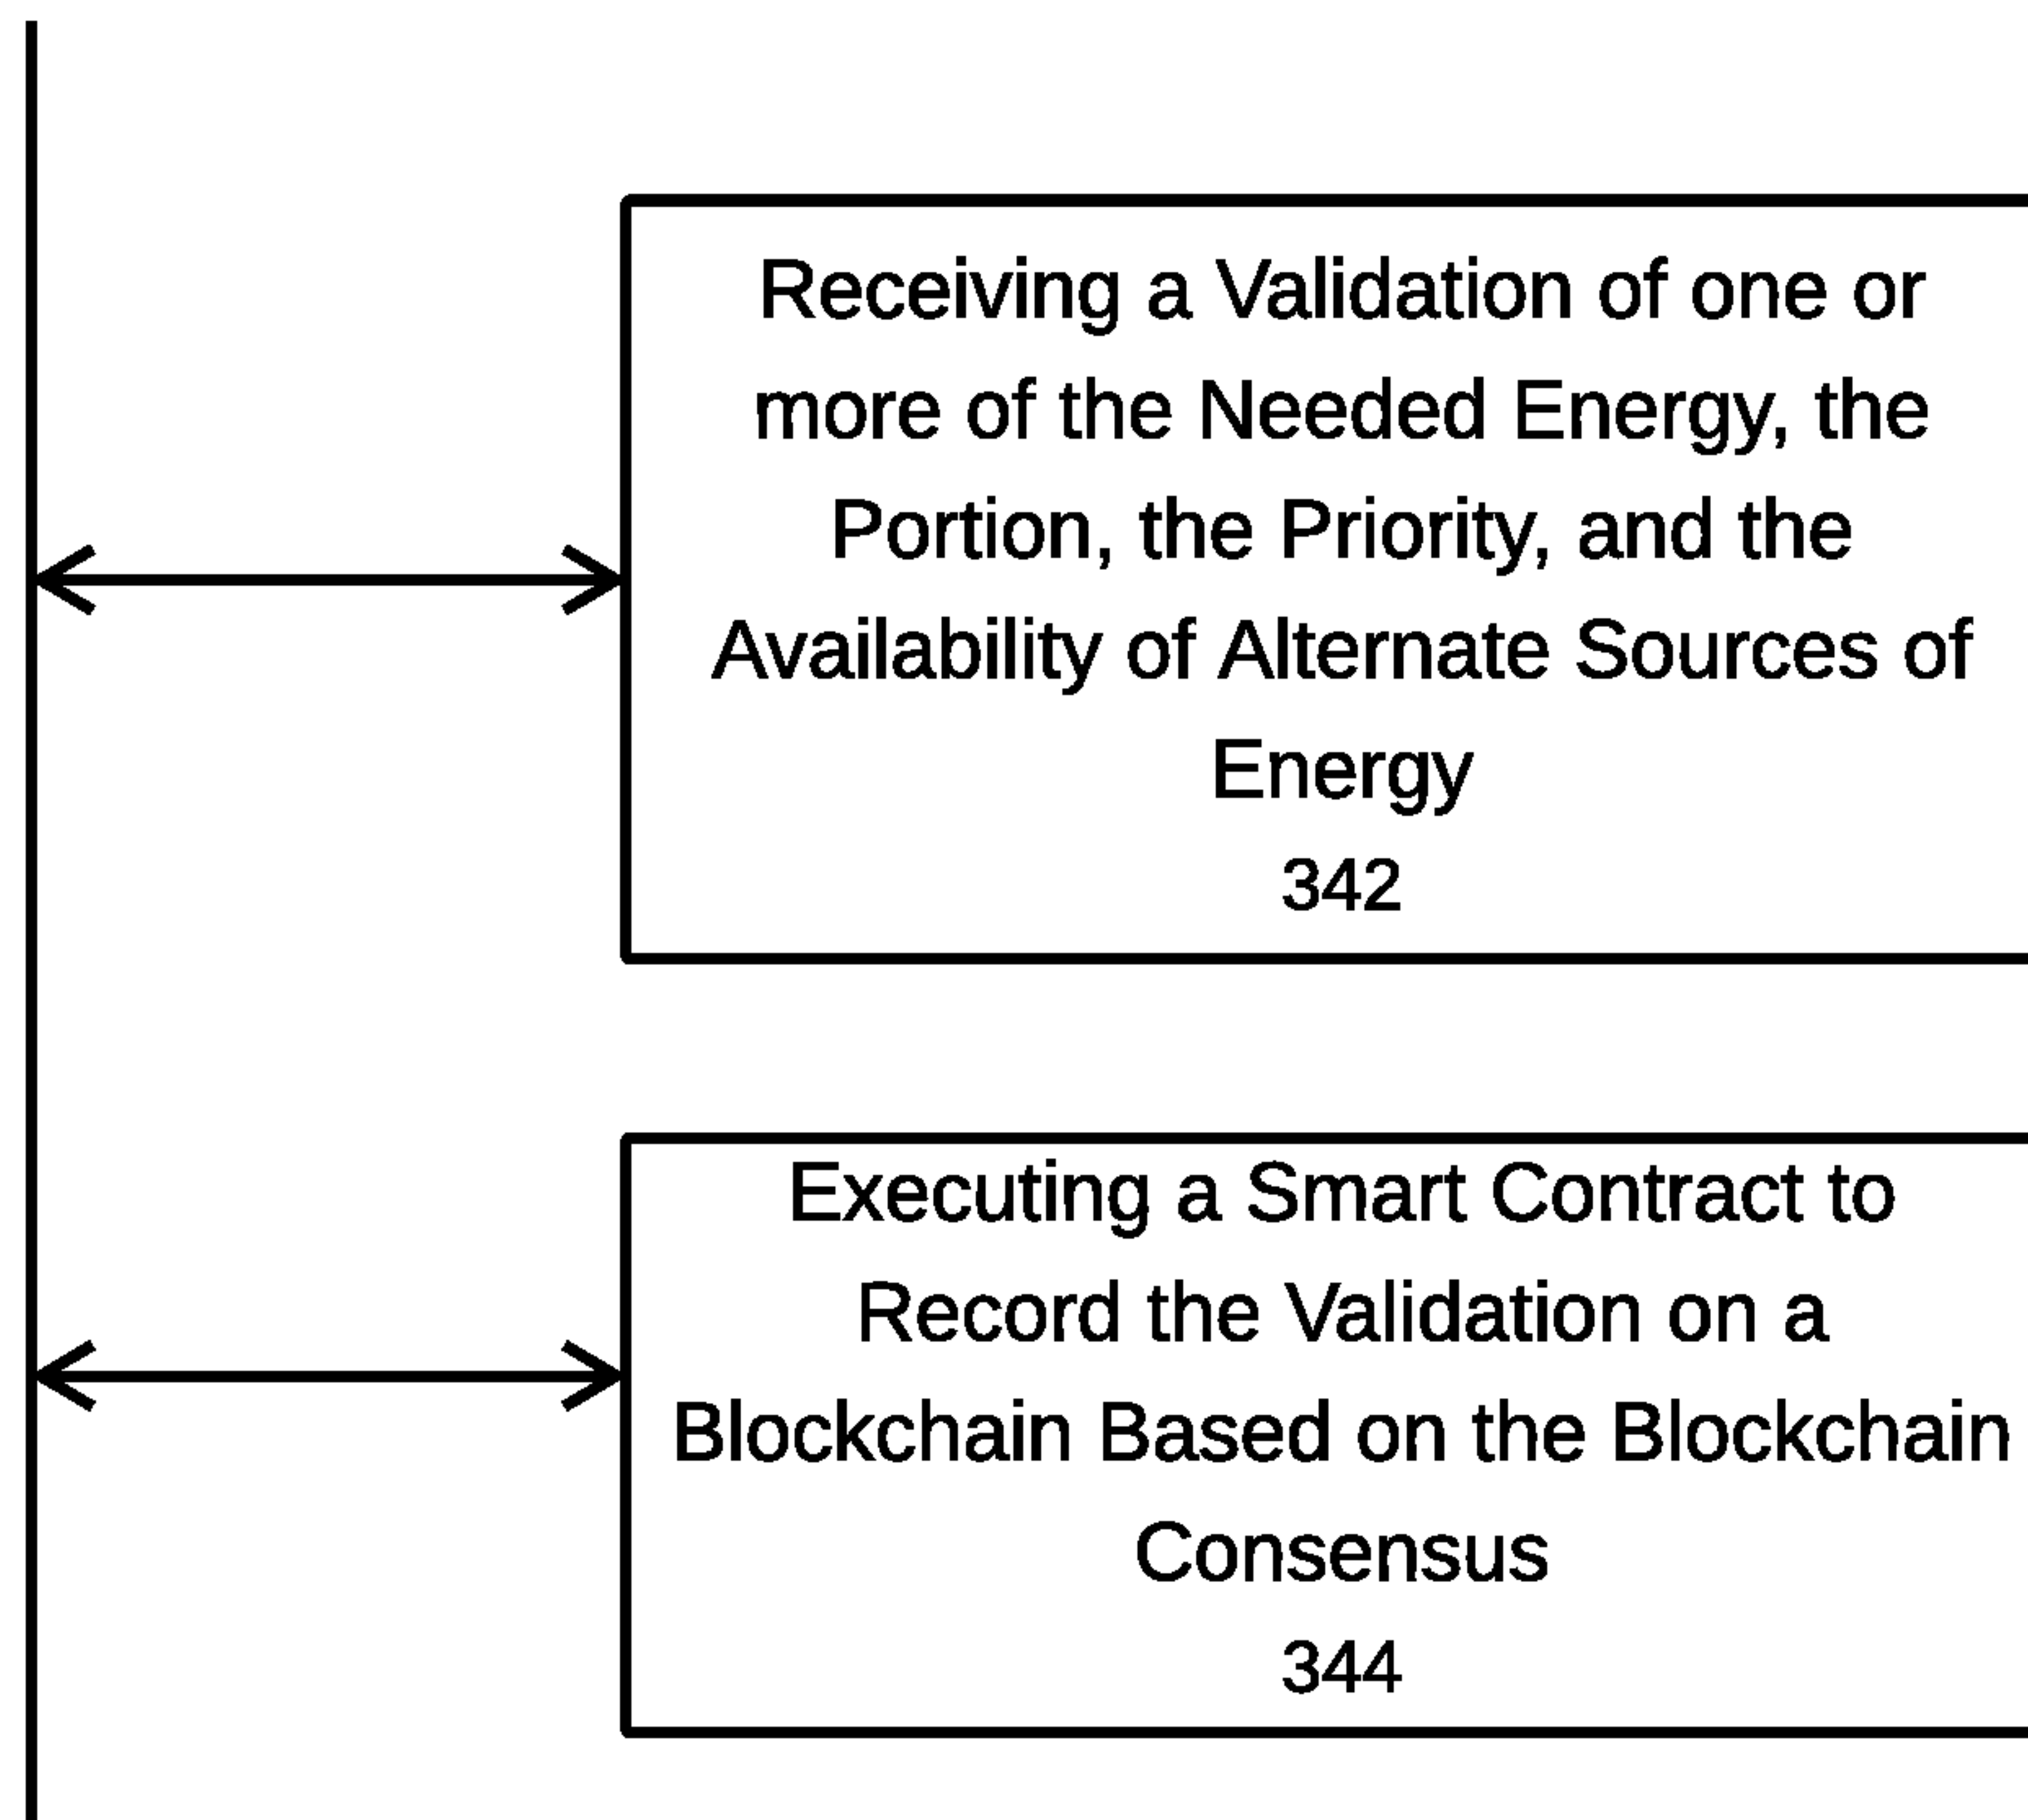 Receiving a Validation of one or
more of the Needed Energy, the
Portion, the Priority, and the
Availability of Alternate Sources of
Energy
342
Executing a Smart Contract to
Record the Validation on a
Blockchain Based on the Blockchain
Consensus
344